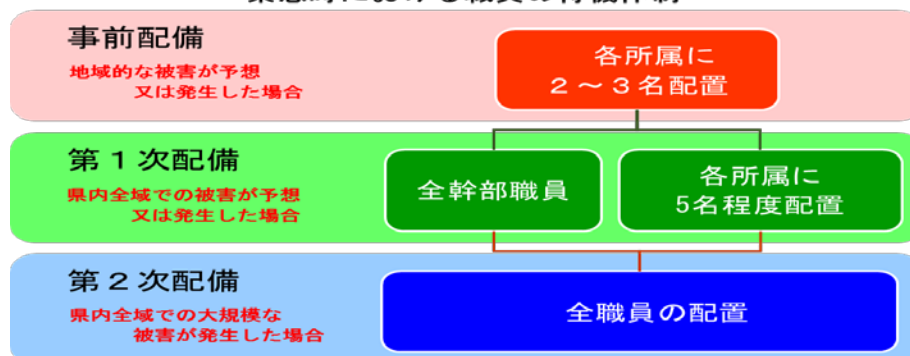 事前配備
地域的な被害が予想
又は発生した場合
各所属に
2~3名配置
第1次配備
県内全域での被害が予想
又は発生した場合
全幹部職員
各所属に
5名程度配置
第2次配備
県内全域での大規模な
被害が発生した場合
全職員の配置